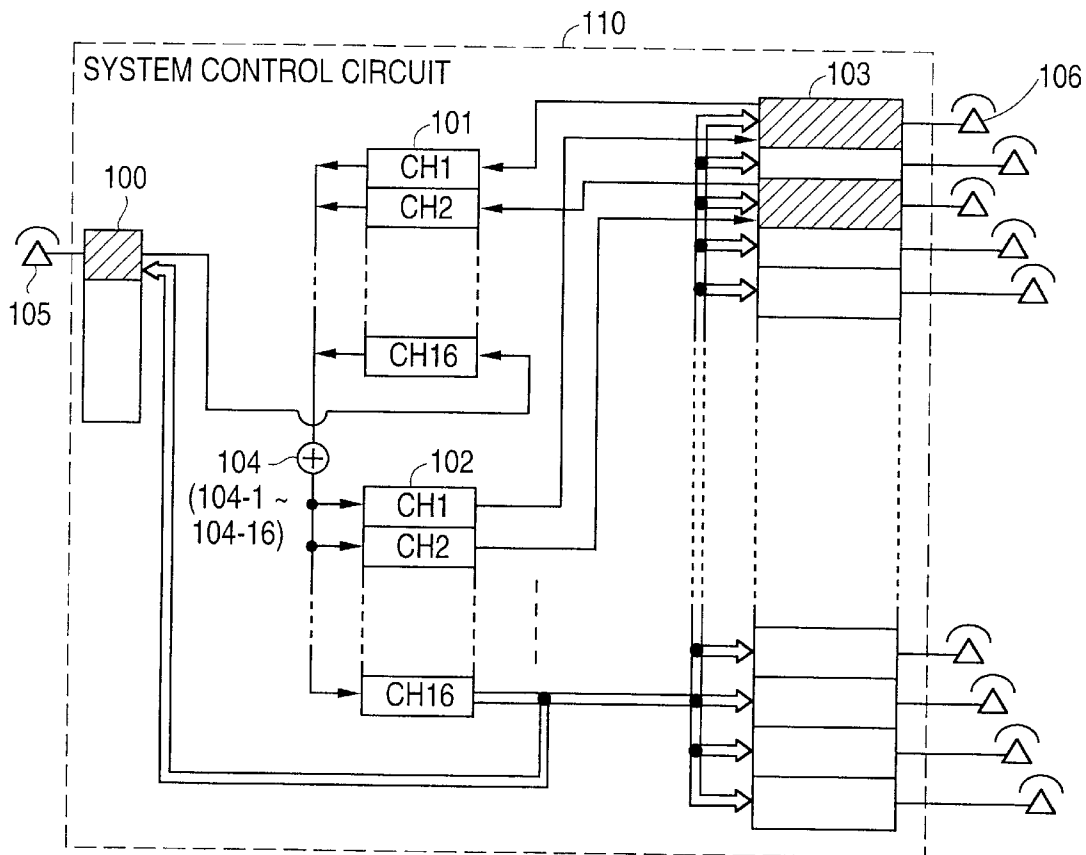 110
SYSTEM CONTROL CIRCUIT
103
106
101
CH1
CH2
100
105
CH16
104
(104-1 ~
104-16)
102
CH1
CH2
CH16